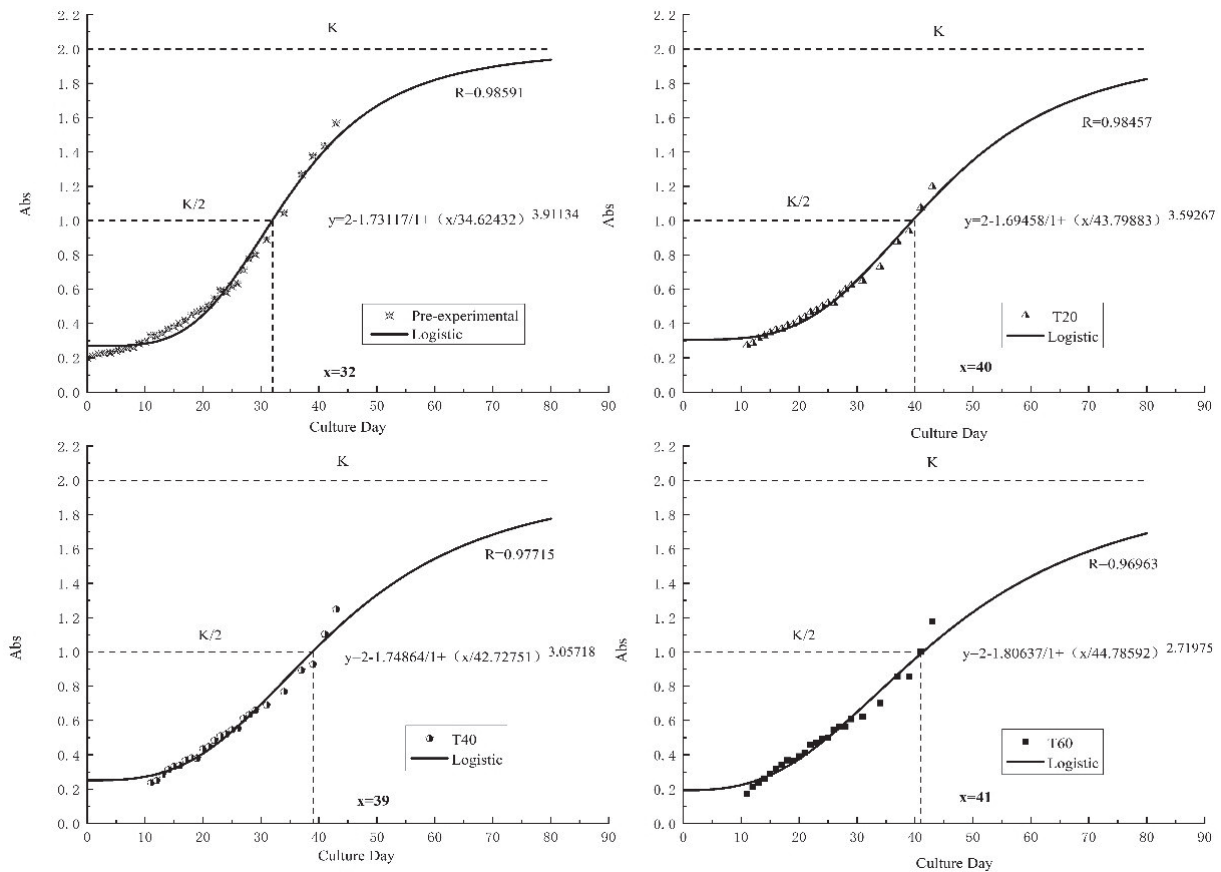 2.2
2.0
1.8
1.6
1.4
1.2
1.0
0.8
0.6
0.4
0.2
0.0
Abs
K
R=0.98591
K/2
y=2-1.73117/1+（x/34.62432）3.91134
Pre-experimental
Logistic
x=32
0 10 20 30 40 50 60 70 80 90
Culture Day
2.2
2.0
1.8
1.6
1.4
1.2
1.0
0.8
0.6
0.4
0.2
0.0
Abs
K
R=0.98457
K/2
y=2-1.69458/1+（x/43.79883）3.59267
T20
Logistic
x=40
0 10 20 30 40 50 60 70 80 90
Culture Day
2.2
2.0
1.8
1.6
1.4
1.2
1.0
0.8
0.6
0.4
0.2
0.0
Abs
K
R=0.97715
K/2
y=2-1.74864/1+（x/42.72751）3.05718
T40
Logistic
x=39
0 10 20 30 40 50 60 70 80 90
Culture Day
2.2
2.0
1.8
1.6
1.4
1.2
1.0
0.8
0.6
0.4
0.2
0.0
Abs
K
R=0.96963
K/2
y=2-1.80637/1+（x/44.78592）2.71975
T60
Logistic
x=41
0 10 20 30 40 50 60 70 80 90
Culture Day